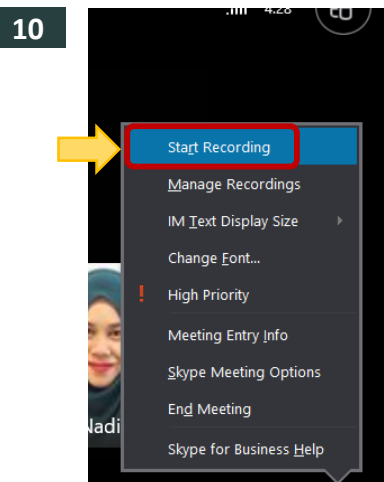 10
4:28
Start Recording
Manage Recordings
IM Text Display Size
Change Font...
! High Priority
Meeting Entry Info
Skype Meeting Options
End Meeting
Nadi
Skype for Business Help